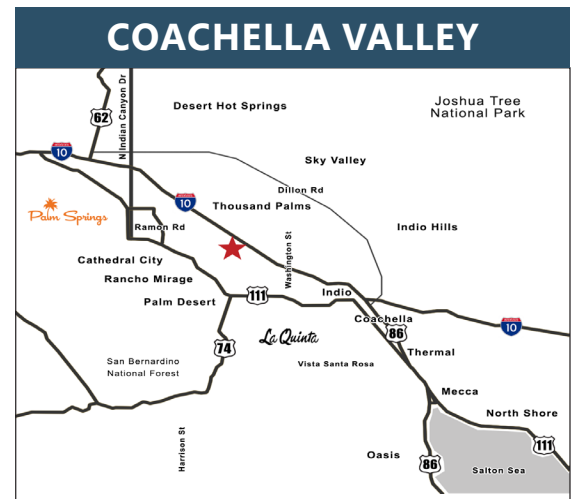 COACHELLA VALLEY
N Indian Canyon Dr
62
Desert Hot Springs
Joshua Tree
National Park
10
Sky Valley
Dillon Rd
10
Thousand Palms
Palm Springs
Ramon Rd
Indio Hills
Washington St
Cathedral City
Rancho Mirage
Palm Desert
111
Indio
Coachella
10
86
La Quinta
74
Thermal
San Bernardino
National Forest
Vista Santa Rosa
Mecca
North Shore
Harrison St
111
Oasis
86
Salton Sea